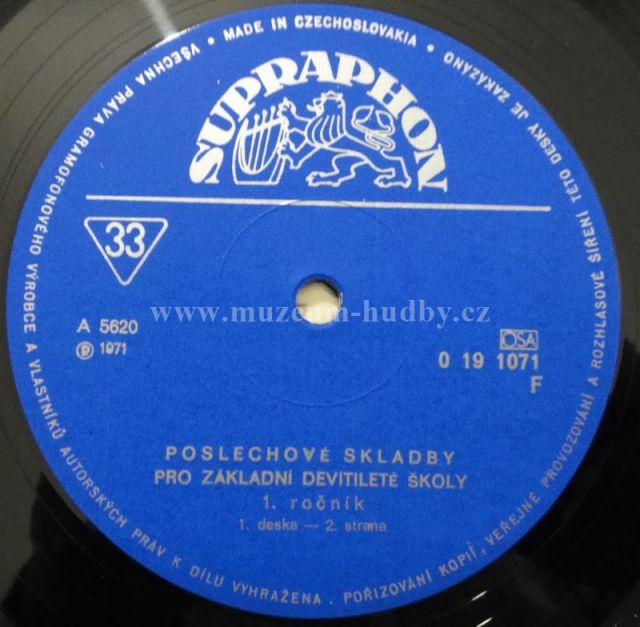 VŠECHNA PRÁVA GRAMOFONOVÉHO VÝROBCE A VLASTNÍKŮ AUTORSKÝCH PRÁV K DÍLU VYHRAŽENA. POŘIZOVÁNÍ KOPIÍ, VEŘEJNÉ PROVOZOVÁNÍ A ROZHLASOVÉ ŠÍŘENÍ TÉTO DESKY JE ZAKÁZÁNO • MADE IN CZECHOSLOVAKIA •
SUPRAPHON
33
www.muzeum-hudby.cz
A 5620
Ⓟ 1971
OSA
0 19 1071
F
POSLECHOVÉ SKLADBY
PRO ZÁKLADNÍ DEVÍTILETÉ ŠKOLY
1. ročník
1. deska — 2. strana